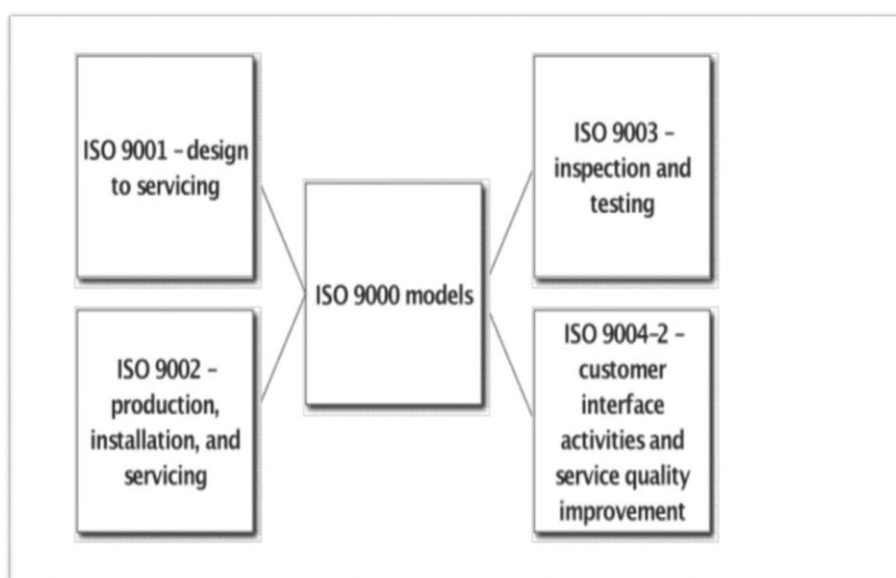 ISO 9001 – design
to servicing
ISO 9002 –
production,
installation, and
servicing
ISO 9000 models
ISO 9003 –
inspection and
testing
ISO 9004–2 –
customer
interface
activities and
service quality
improvement